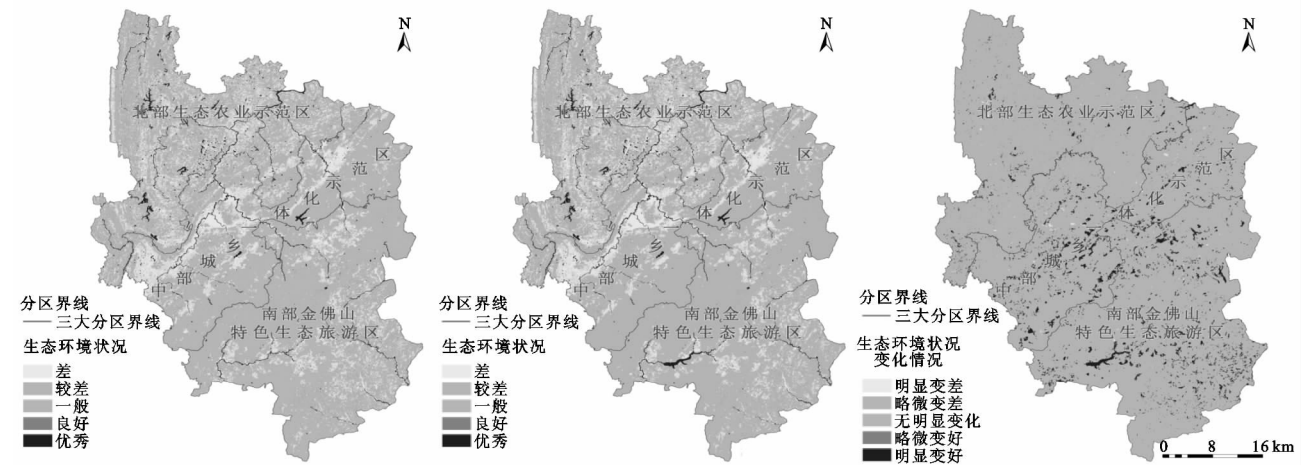 N
北部生态农业示范区
中部城乡一体化示范区
南部金佛山
特色生态旅游区
分区界线
三大分区界线
生态环境状况
差
较差
一般
良好
优秀
N
北部生态农业示范区
中部城乡一体化示范区
南部金佛山
特色生态旅游区
分区界线
三大分区界线
生态环境状况
差
较差
一般
良好
优秀
N
北部生态农业示范区
中部城乡一体化示范区
南部金佛山
特色生态旅游区
分区界线
三大分区界线
生态环境状况
变化情况
明显变差
略微变差
无明显变化
略微变好
明显变好
0 8 16 km